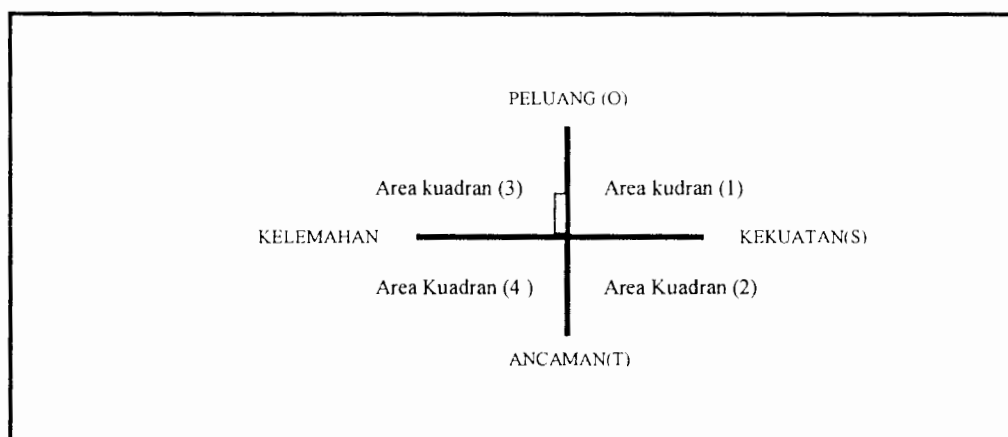 PELUANG (O)
Area kuadran (3) Area kudran (1)
KELEMAHAN KEKUATAN(S)
Area Kuadran (4 ) Area Kuadran (2)
ANCAMAN(T)